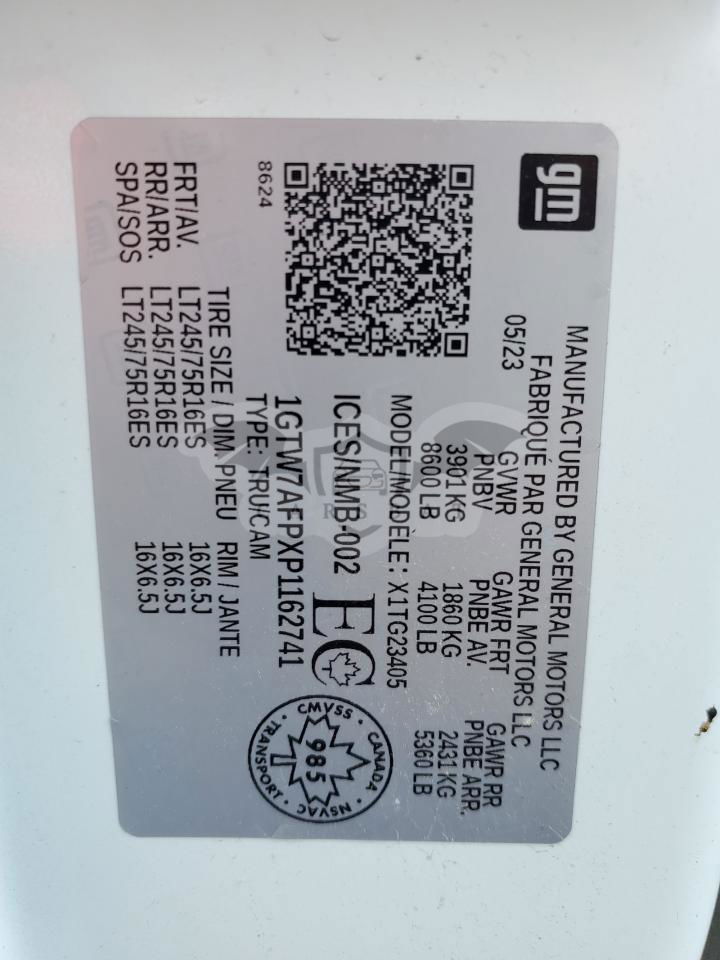 gm
MANUFACTURED BY GENERAL MOTORS LLC
FABRIQUÉ PAR GENERAL MOTORS LLC
05/23
GVWR GAWR FRT GAWR RR
PNBV PNBE AV. PNBE ARR.
3901 KG 1860 KG 2431 KG
8600 LB 4100 LB 5360 LB
MODEL/MODÈLE: X1TG23405
ICES/NMB-002 EC
1GTW7AFPXP1162741
TYPE: TRU/CAM
CMVSS • CANADA • NSVAC • TRANSPORT •
985
8624
TIRE SIZE / DIM. PNEU RIM / JANTE
FRT/AV. LT245/75R16ES 16X6.5J
RR/ARR. LT245/75R16ES 16X6.5J
SPA/SOS LT245/75R16ES 16X6.5J